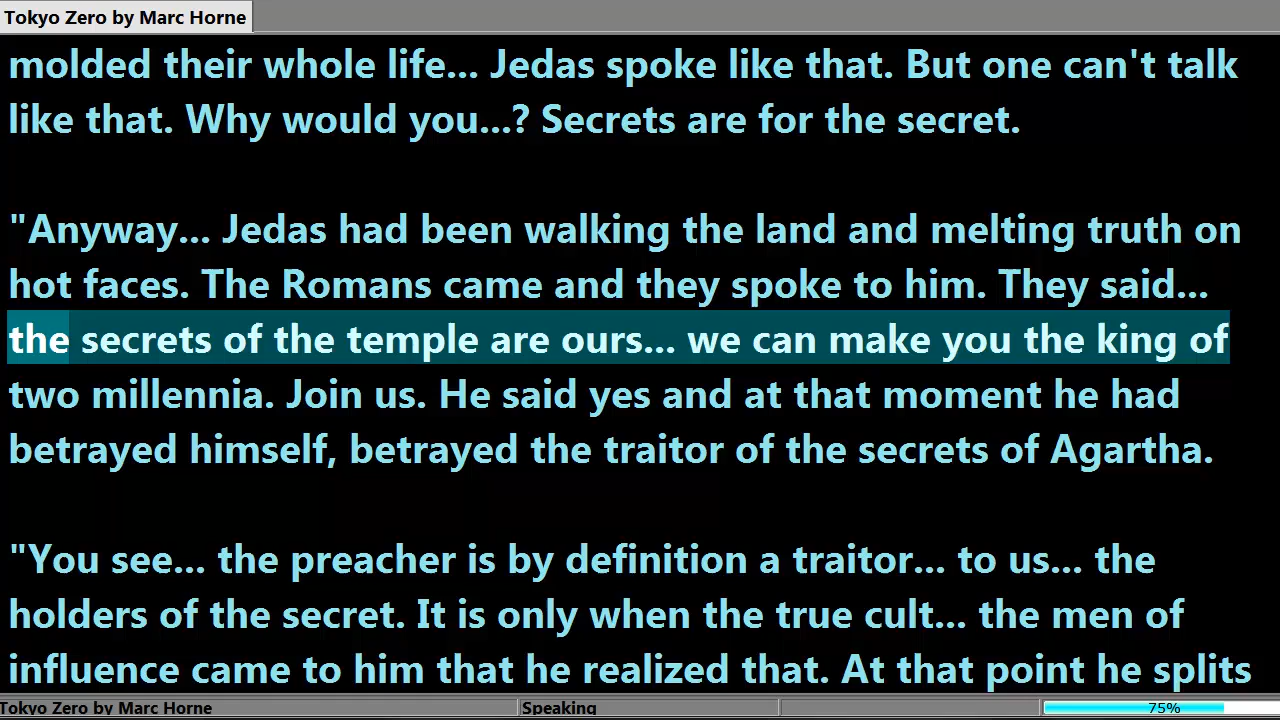 Tokyo Zero by Marc Horne
molded their whole life... Jedas spoke like that. But one can't talk
like that. Why would you...? Secrets are for the secret.
"Anyway... Jedas had been walking the land and melting truth on
hot faces. The Romans came and they spoke to him. They said...
the secrets of the temple are ours... we can make you the king of
two millennia. Join us. He said yes and at that moment he had
betrayed himself, betrayed the traitor of the secrets of Agartha.
"You see... the preacher is by definition a traitor... to us... the
holders of the secret. It is only when the true cult... the men of
influence came to him that he realized that. At that point he splits
Tokyo Zero by Marc Horne
Speaking
75%